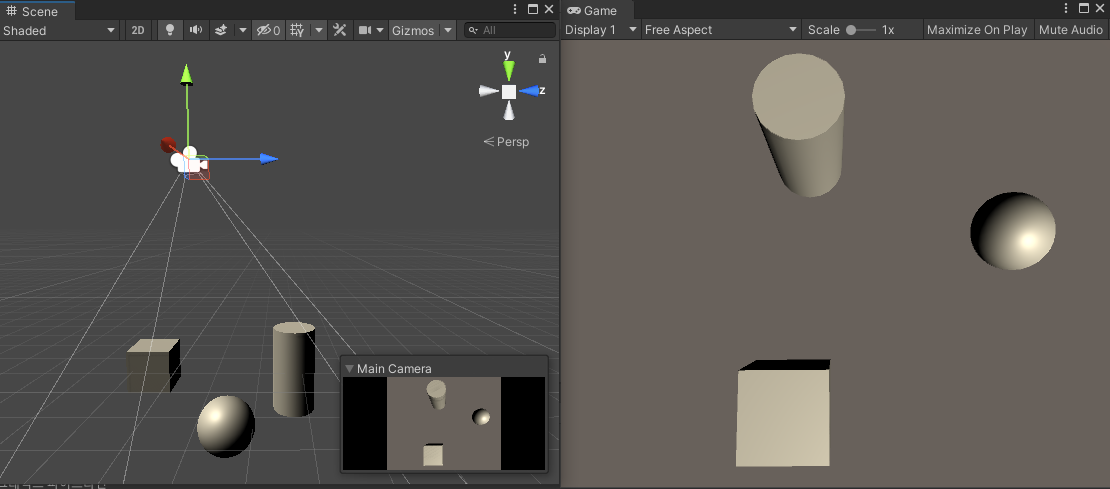 Scene
Game
Shaded
2D
0
Gizmos
All
Display 1
Free Aspect
Scale
1x
Maximize On Play
Mute Audio
y
z
Persp
Main Camera